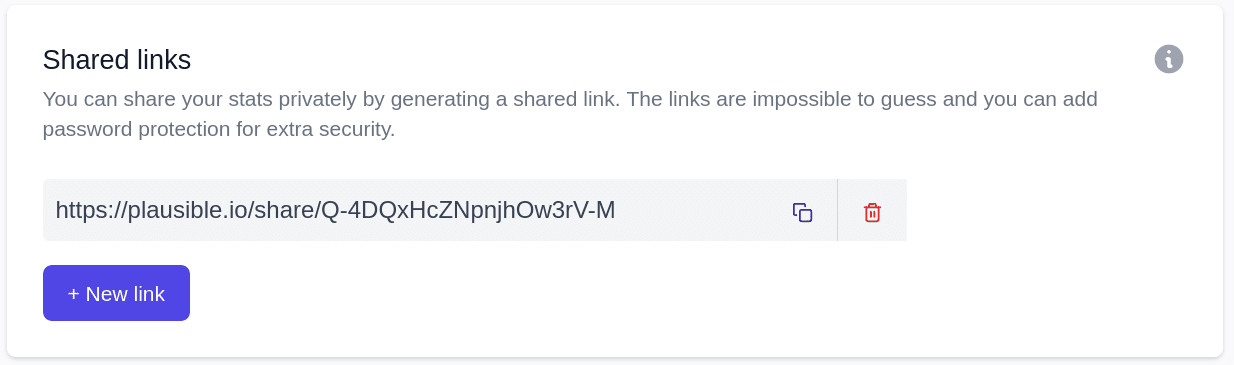 Shared links
You can share your stats privately by generating a shared link. The links are impossible to guess and you can add
password protection for extra security.
https://plausible.io/share/Q-4DQxHcZNpnjhOw3rV-M
+ New link